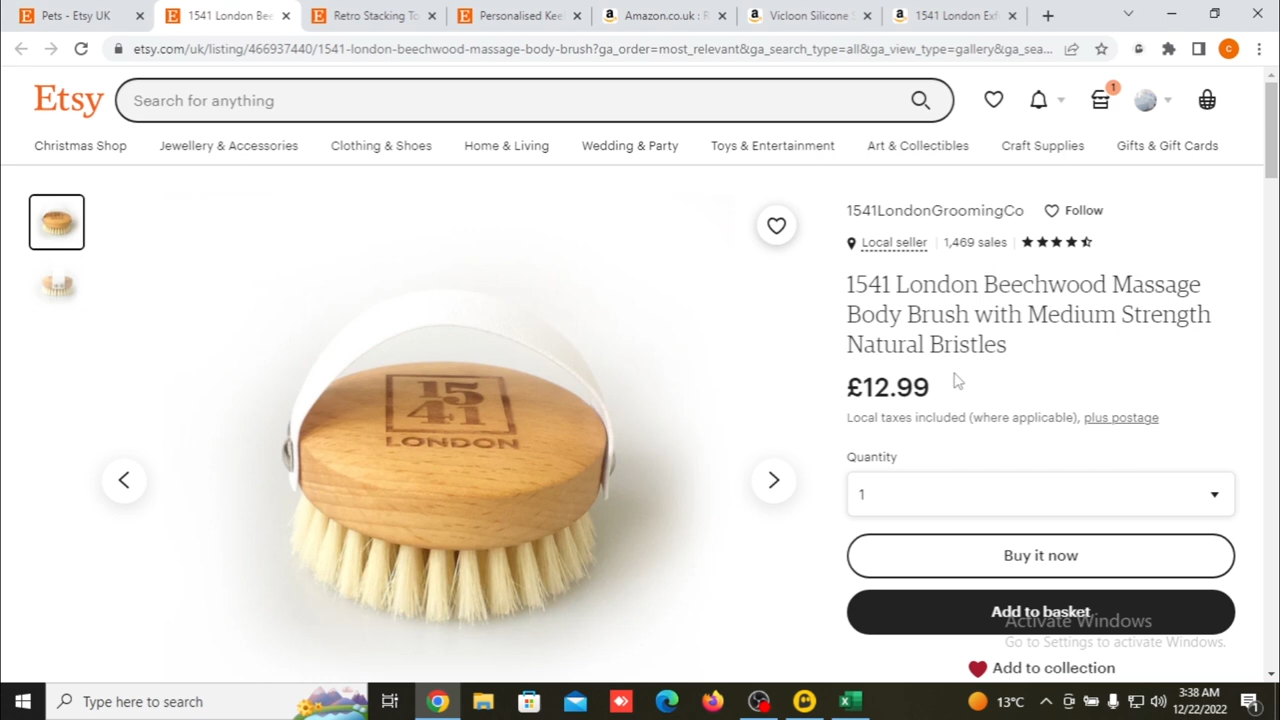 Pets - Etsy UK
1541 London Bee
Retro Stacking To
Personalised Kee
Amazon.co.uk : R
Vicloon Silicone S
1541 London Exf
etsy.com/uk/listing/466937440/1541-london-beechwood-massage-body-brush?ga_order=most_relevant&ga_search_type=all&ga_view_type=gallery&ga_sea...
C
Etsy
Search for anything
1
Christmas Shop
Jewellery & Accessories
Clothing & Shoes
Home & Living
Wedding & Party
Toys & Entertainment
Art & Collectibles
Craft Supplies
Gifts & Gift Cards
1541LondonGroomingCo
Follow
Local seller
1,469 sales
1541 London Beechwood Massage
Body Brush with Medium Strength
Natural Bristles
£12.99
Local taxes included (where applicable), plus postage
Quantity
1
Buy it now
Add to basket
Add to collection
15
41
LONDON
Activate Windows
Go to Settings to activate Windows.
Type here to search
13°C
3:38 AM
12/22/2022
1